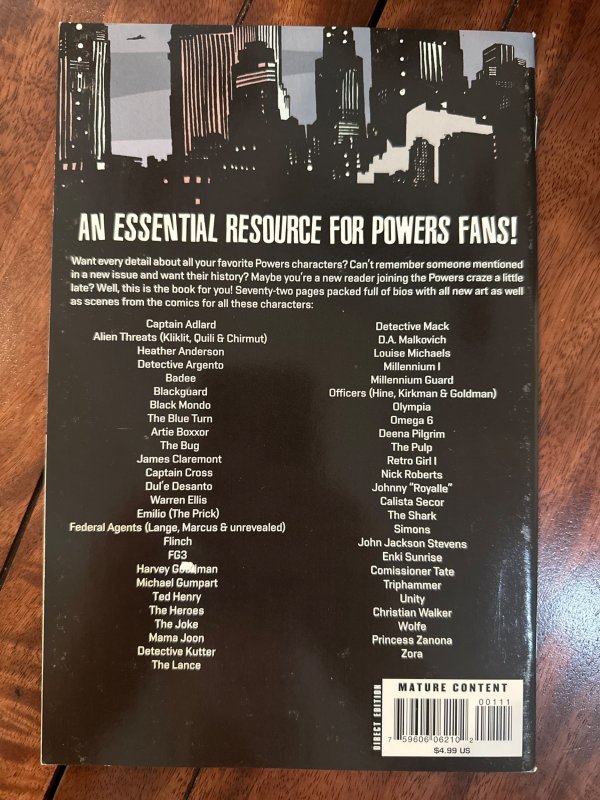 AN ESSENTIAL RESOURCE FOR POWERS FANS!
Want every detail about all your favorite Powers characters? Can't remember someone mentioned
in a new issue and want their history? Maybe you're a new reader joining the Powers craze a little
late? Well, this is the book for you! Seventy-two pages packed full of bios with all new art as well
as scenes from the comics for all these characters:
Captain Adlard
Alien Threats (Kliklit, Quili & Chirmut)
Heather Anderson
Detective Argento
Badee
Blackguard
Black Mondo
The Blue Turn
Artie Boxxor
The Bug
James Claremont
Captain Cross
Dul'e Desanto
Warren Ellis
Emilio (The Prick)
Federal Agents (Lange, Marcus & unrevealed)
Flinch
FG3
Harvey
Michael Gumpart
Ted Henry
The Heroes
The Joke
Mama Joon
Detective Kutter
The Lance
Detective Mack
D.A. Malkovich
Louise Michaels
Millennium I
Millennium Guard
Officers (Hine, Kirkman & Goldman)
Olympia
Omega 6
Deena Pilgrim
The Pulp
Retro Girl I
Nick Roberts
Johnny "Royalle"
Calista Secor
The Shark
Simons
John Jackson Stevens
Enki Sunrise
Comissioner Tate
Triphammer
Unity
Christian Walker
Wolfe
Princess Zanona
Zora
DIRECT EDITION
MATURE CONTENT
00111
7 59606 06210 2
$4.99 US